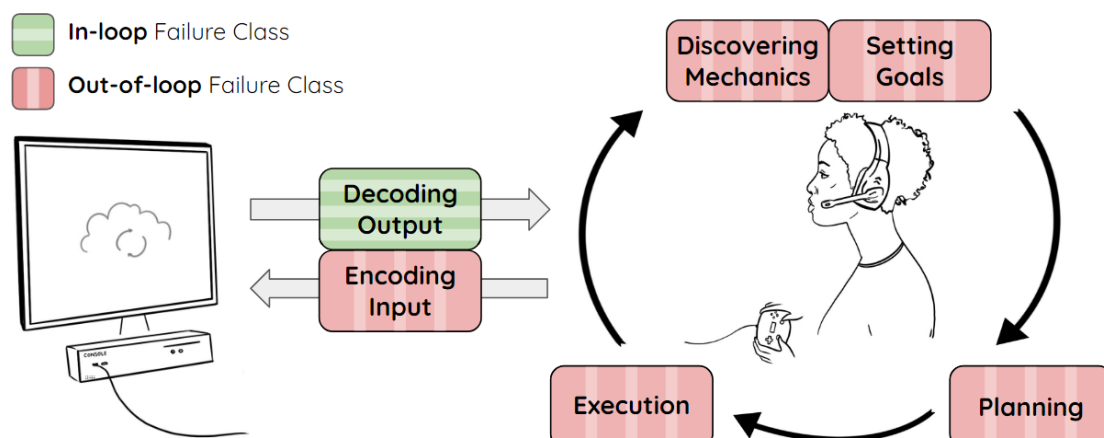 In-loop Failure Class
Out-of-loop Failure Class
Discovering
Mechanics
Setting
Goals
Decoding
Output
Encoding
Input
CONSOLE
Execution
Planning